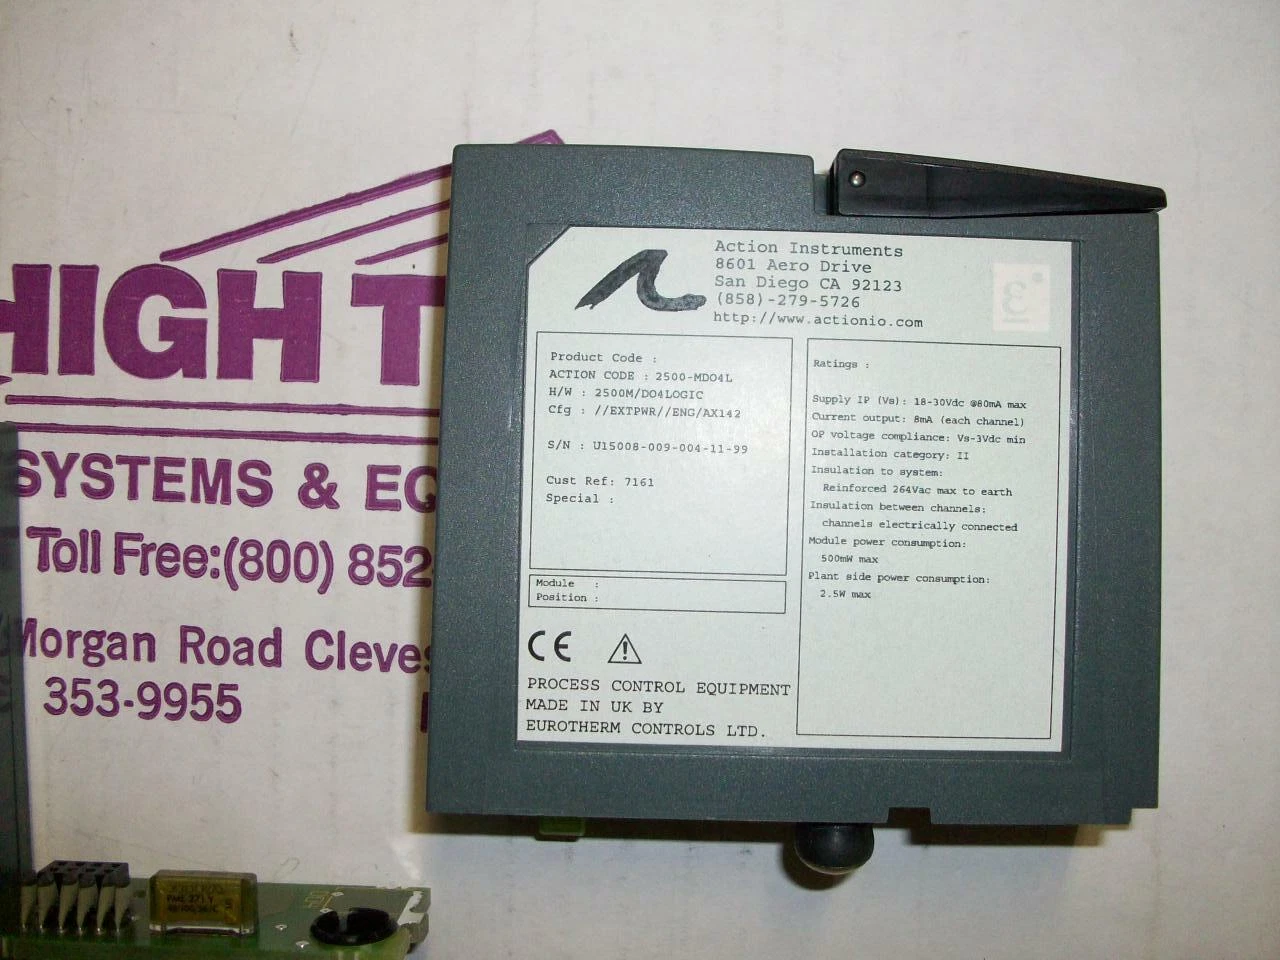 HIGH T
SYSTEMS & EQ
Toll Free:(800) 852-
Morgan Road Cleves
353-9955
Action Instruments
8601 Aero Drive
San Diego CA 92123
(858)-279-5726
http://www.actionio.com
Product Code :
ACTION CODE : 2500-MDO4L
H/W : 2500M/DO4LOGIC
Cfg : //EXTPWR//ENG/AX142
S/N : U15008-009-004-11-99
Cust Ref: 7161
Special :
Module :
Position :
CE
PROCESS CONTROL EQUIPMENT
MADE IN UK BY
EUROTHERM CONTROLS LTD.
Ratings :
Supply IP (Vs): 18-30Vdc @80mA max
Current output: 8mA (each channel)
OP voltage compliance: Vs-3Vdc min
Installation category: II
Insulation to system:
Reinforced 264Vac max to earth
Insulation between channels:
channels electrically connected
Module power consumption:
500mW max
Plant side power consumption:
2.5W max
PME 271 Y